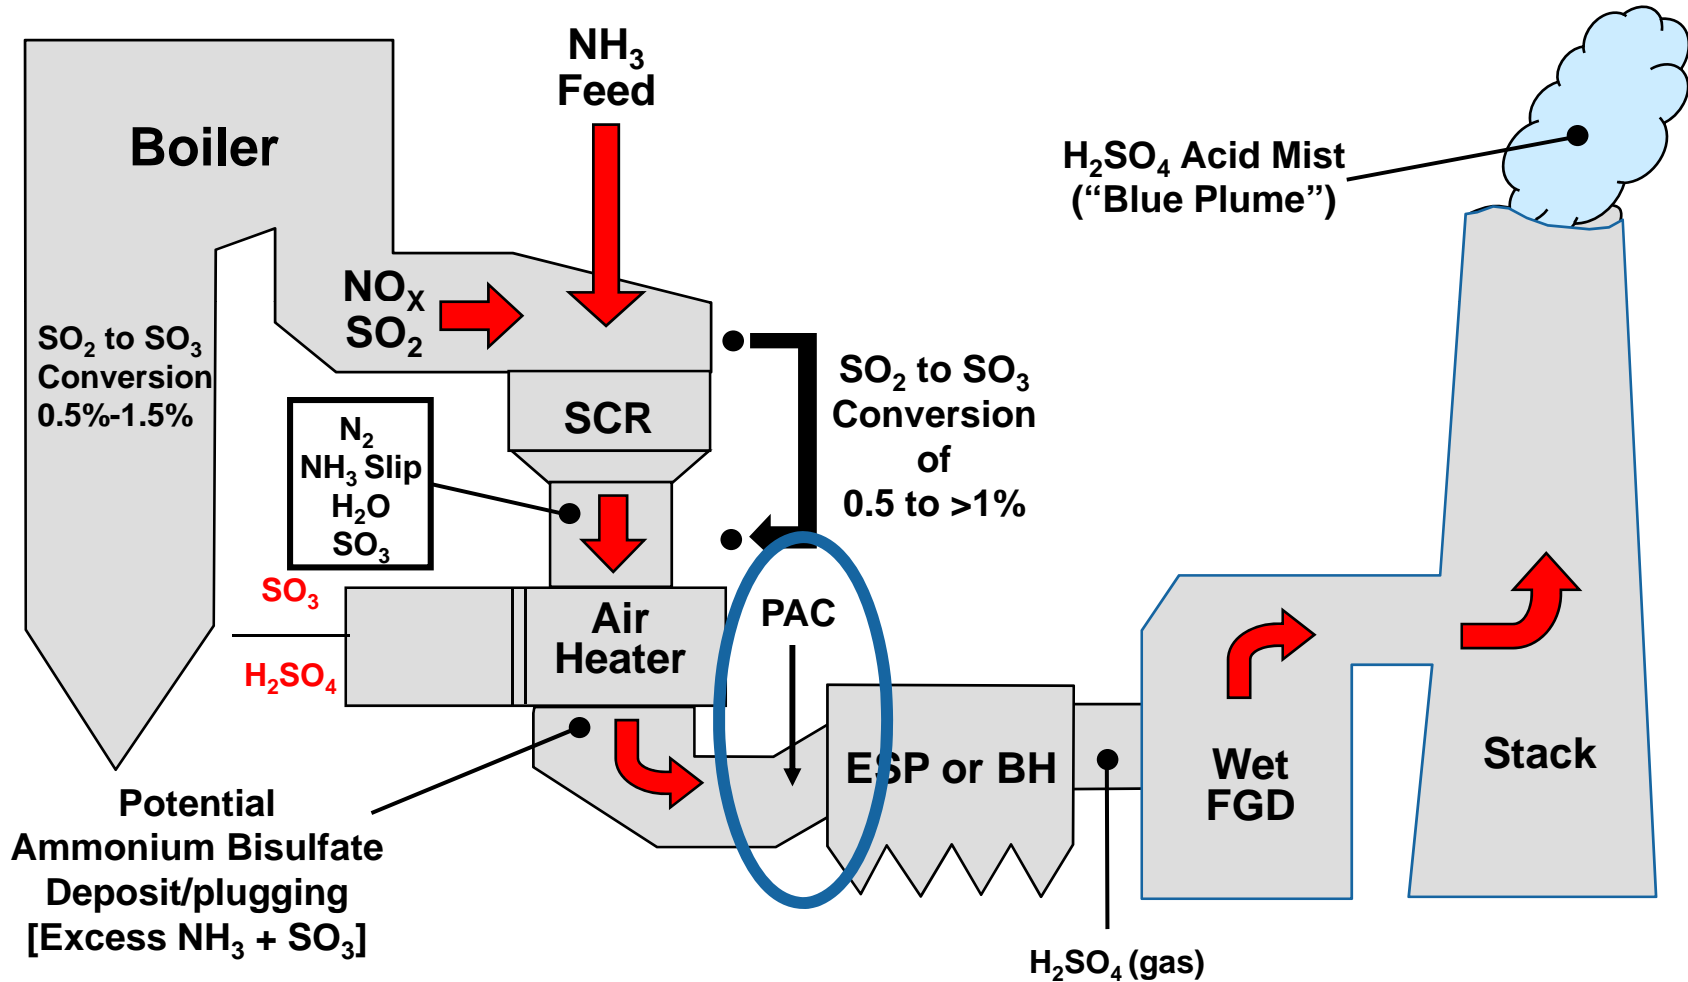 NH₃
Feed
Boiler
H₂SO₄ Acid Mist
(“Blue Plume”)
NOₓ
SO₂
SO₂ to SO₃
Conversion
0.5%-1.5%
SO₂ to SO₃
Conversion
of
0.5 to >1%
SCR
N₂
NH₃ Slip
H₂O
SO₃
SO₃
H₂SO₄
Air
Heater
PAC
ESP or BH
Wet
FGD
Stack
Potential
Ammonium Bisulfate
Deposit/plugging
[Excess NH₃ + SO₃]
H₂SO₄ (gas)